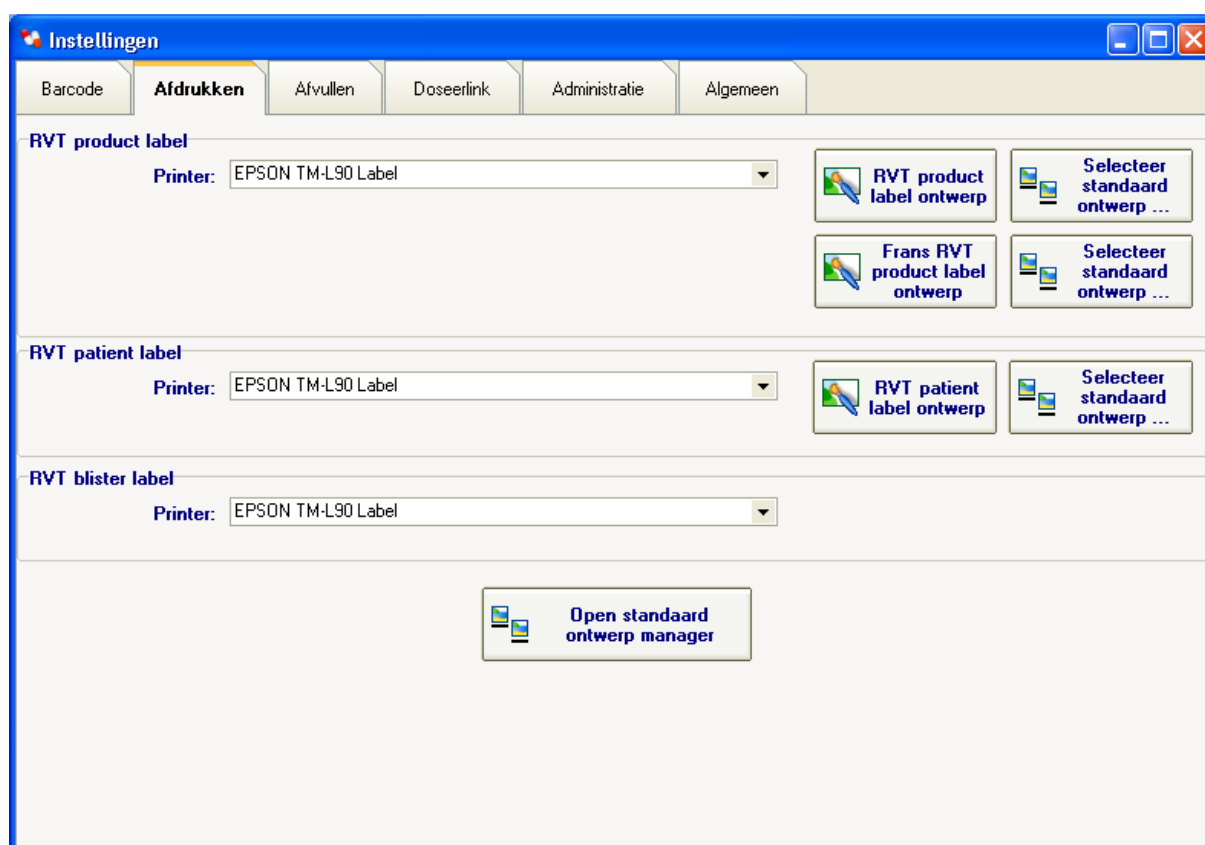 Instellingen
Barcode Afdrukken Afvullen Doseerlink Administratie Algemeen
RVT product label
Printer: EPSON TM-L90 Label
RVT product
label ontwerp
Selecteer
standaard
ontwerp ...
Frans RVT
product label
ontwerp
Selecteer
standaard
ontwerp ...
RVT patient label
Printer: EPSON TM-L90 Label
RVT patient
label ontwerp
Selecteer
standaard
ontwerp ...
RVT blister label
Printer: EPSON TM-L90 Label
Open standaard
ontwerp manager